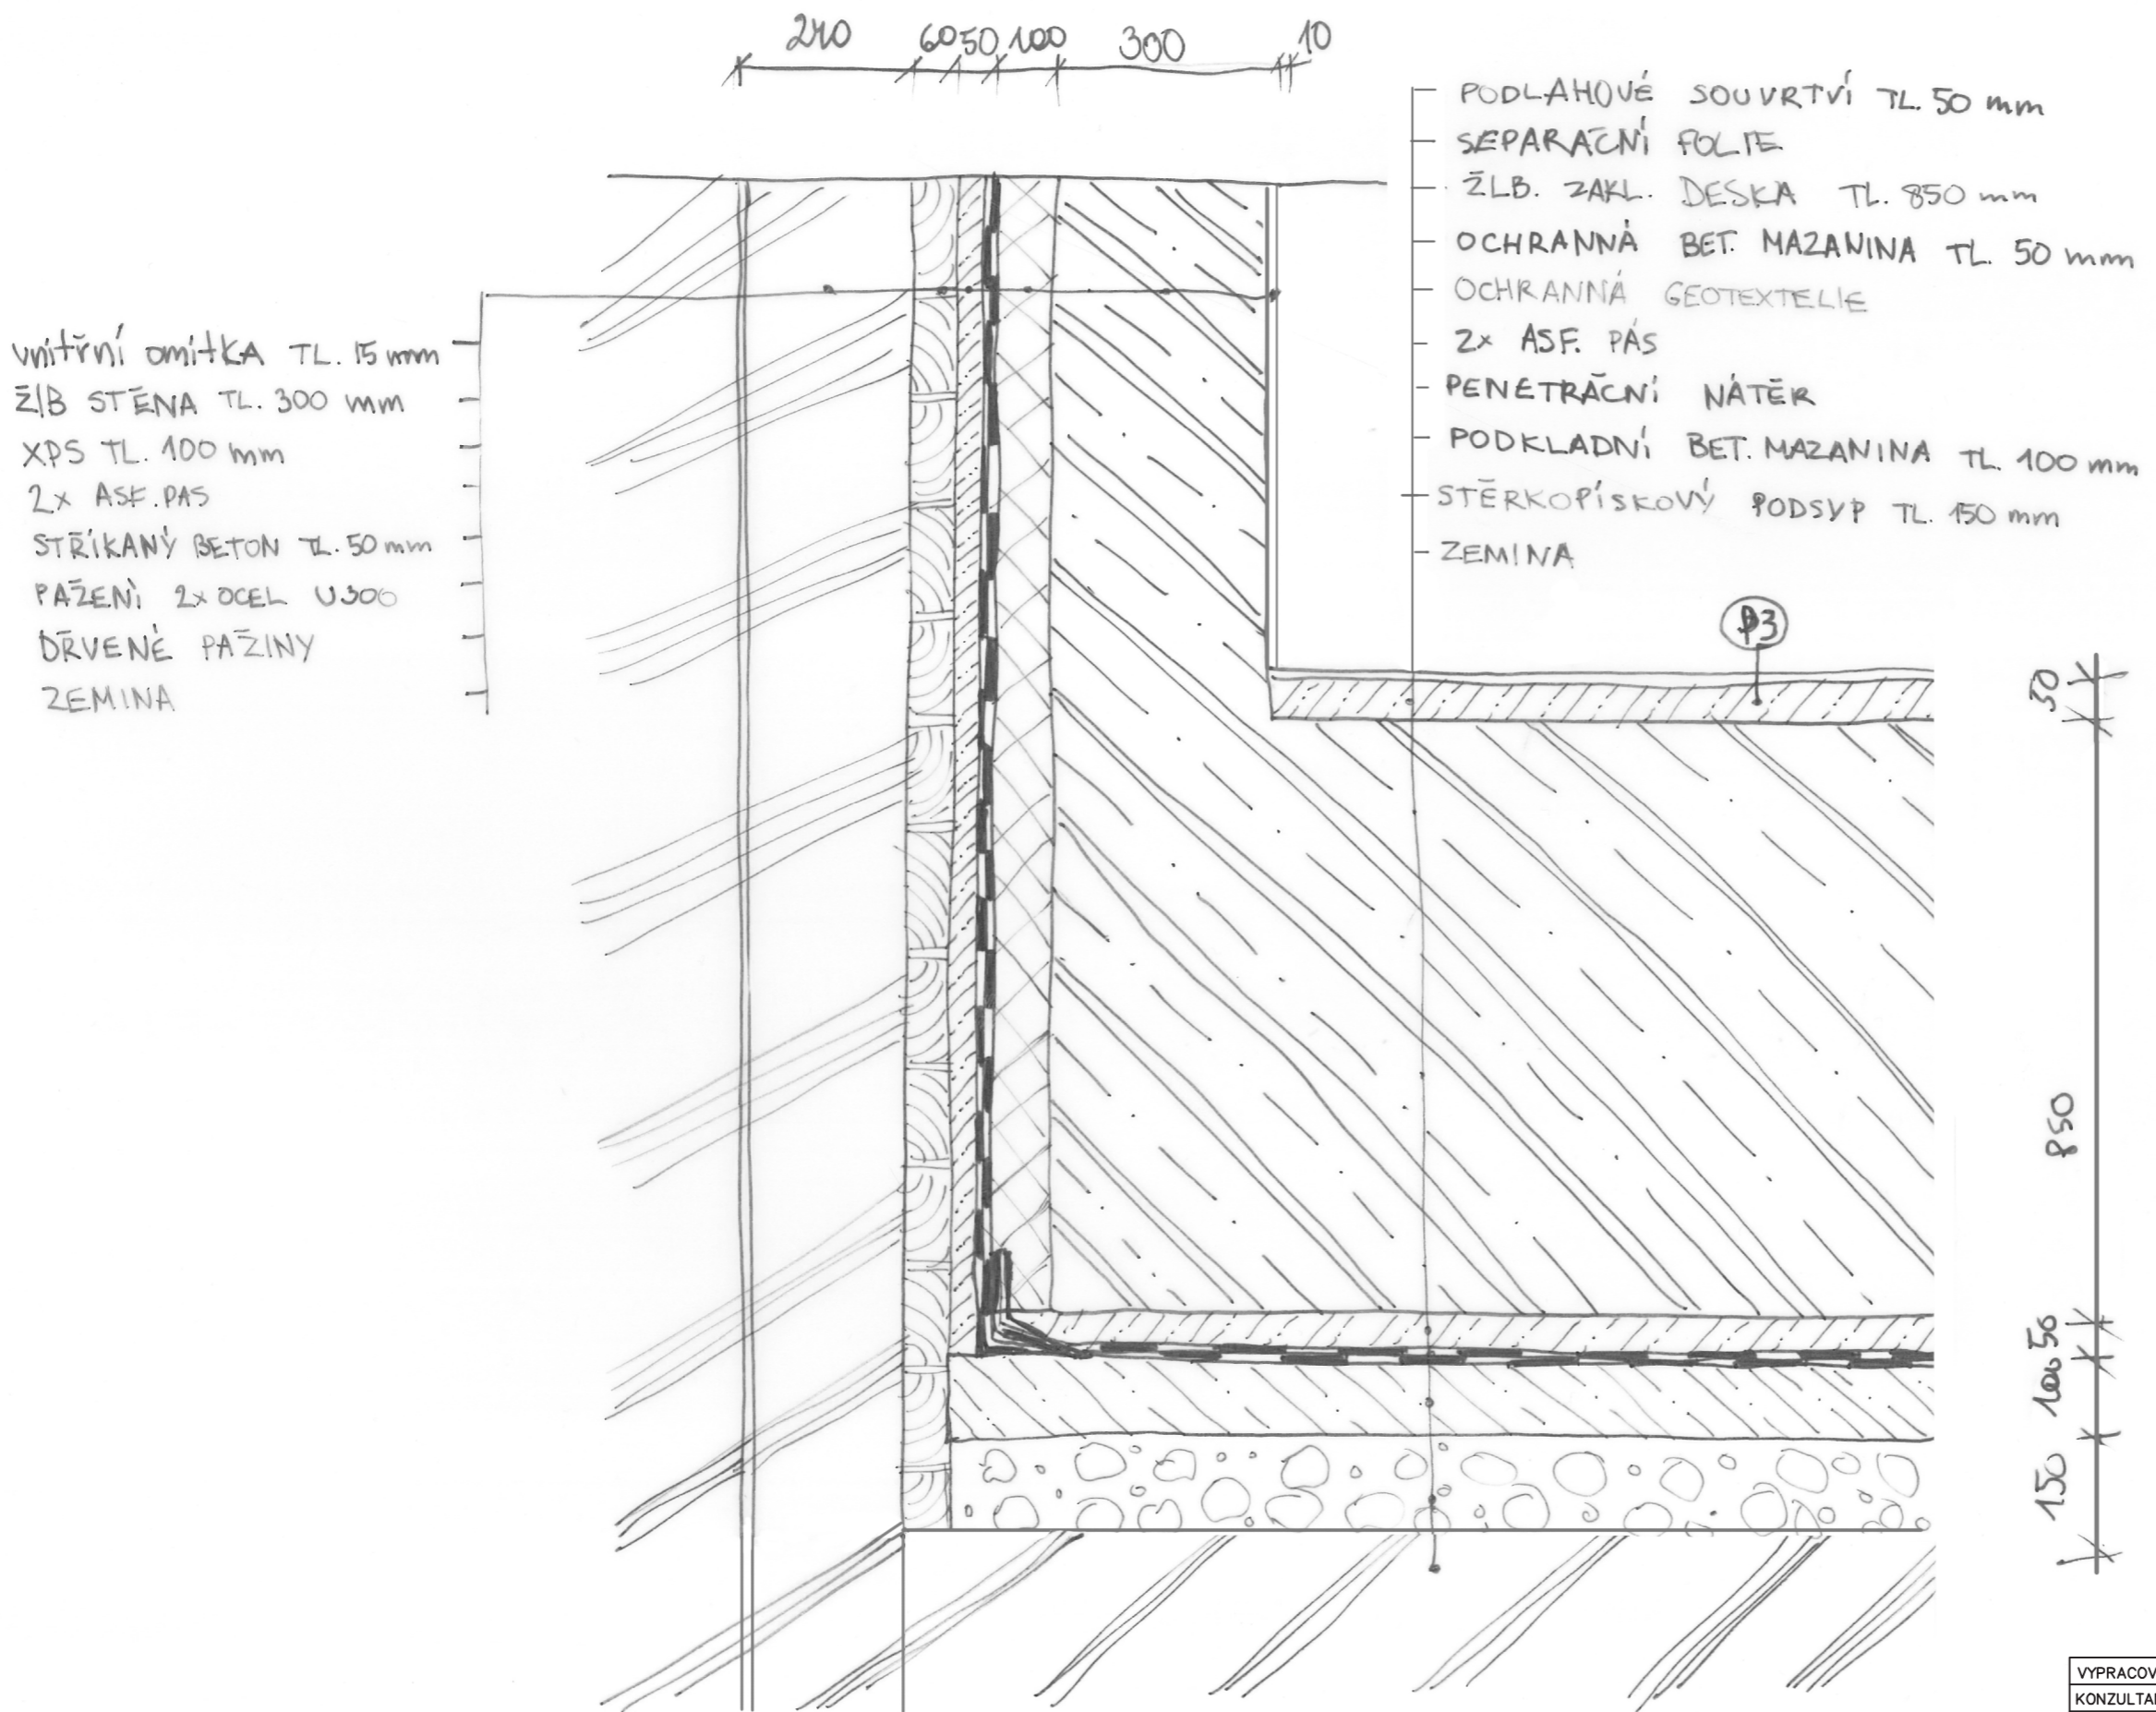 240 60 50 100 300 10
PODLAHOVÉ SOUVRTVÍ TL. 50 mm
SEPARAČNÍ FOLIE
ŽLB. ZAKL. DESKA TL. 850 mm
OCHRANNÁ BET. MAZANINA TL. 50 mm
OCHRANNÁ GEOTEXTELIE
2x ASF. PÁS
PENETRAČNÍ NÁTĚR
PODKLADNÍ BET. MAZANINA TL. 100 mm
STĚRKOPÍSKOVÝ PODSYP TL. 150 mm
ZEMINA
vnitřní omítKA TL. 15 mm
ŽlB STĚNA TL. 300 mm
XPS TL. 100 mm
2x ASF. PAS
STŘÍKANÝ BETON TL. 50 mm
PAŽENÍ 2x OCEL U300
DŘVENÉ PAŽINY
ZEMINA
P3
50
850
50
100
150
VYPRACOV
KONZULTA